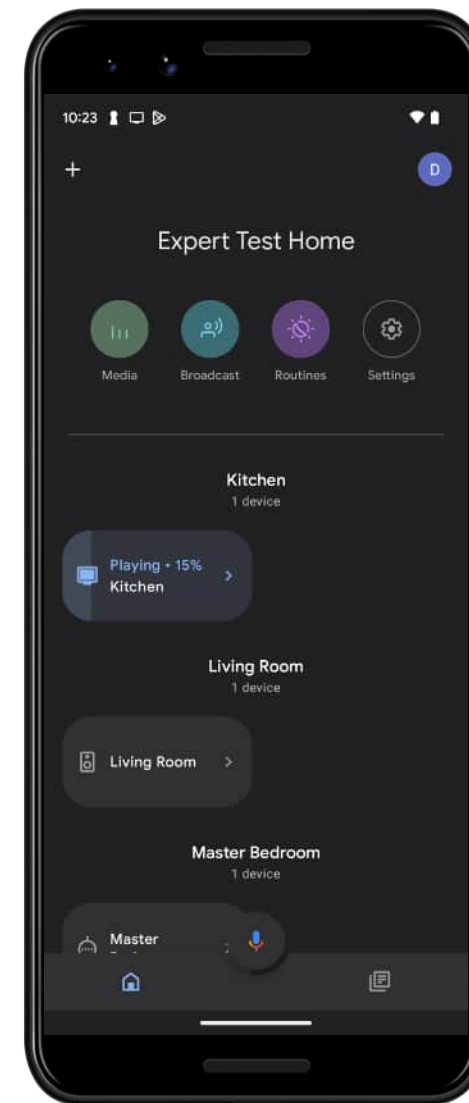 10:23
D
Expert Test Home
Media
Broadcast
Routines
Settings
Kitchen
1 device
Playing • 15%
Kitchen
Living Room
1 device
Living Room
Master Bedroom
1 device
Master